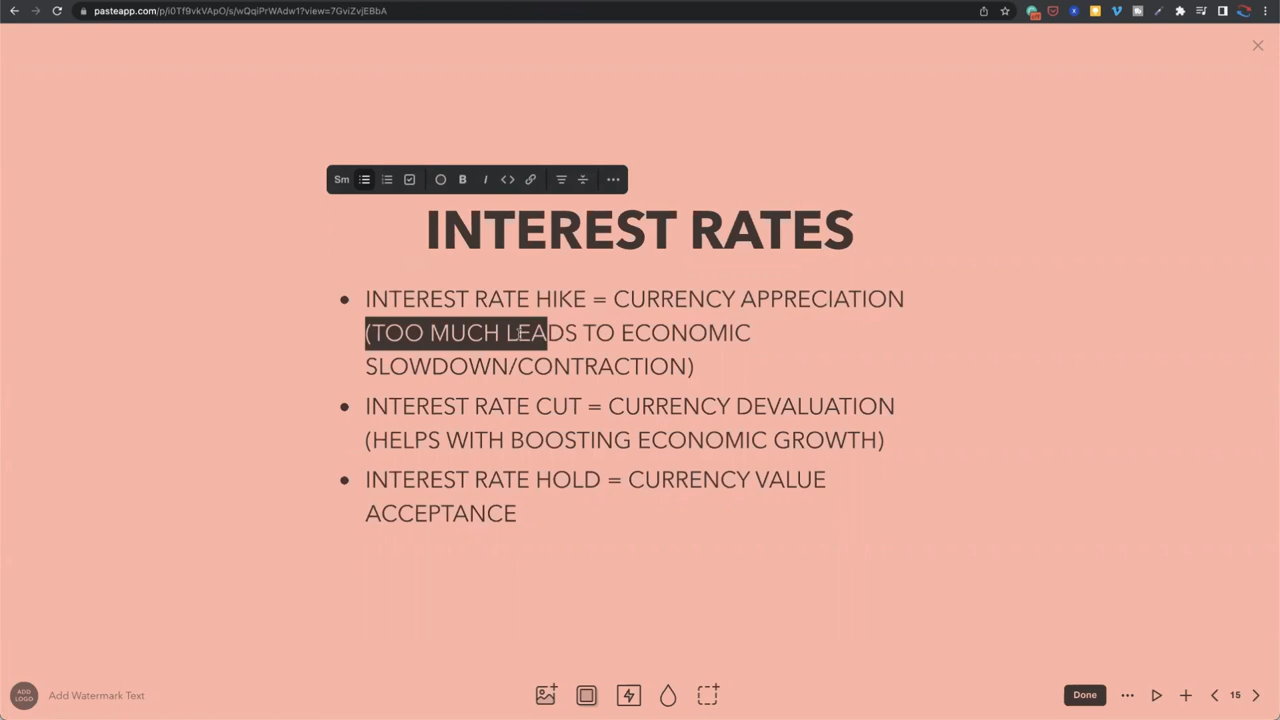 pasteapp.com/p/i0Tf9vkVApO/s/wQqiPrWAdw1?view=7GviZvjEBbA
Sm
B
I
INTEREST RATES
INTEREST RATE HIKE = CURRENCY APPRECIATION
(TOO MUCH LEADS TO ECONOMIC
SLOWDOWN/CONTRACTION)
INTEREST RATE CUT = CURRENCY DEVALUATION
(HELPS WITH BOOSTING ECONOMIC GROWTH)
INTEREST RATE HOLD = CURRENCY VALUE
ACCEPTANCE
ADD
LOGO
Add Watermark Text
Done
15